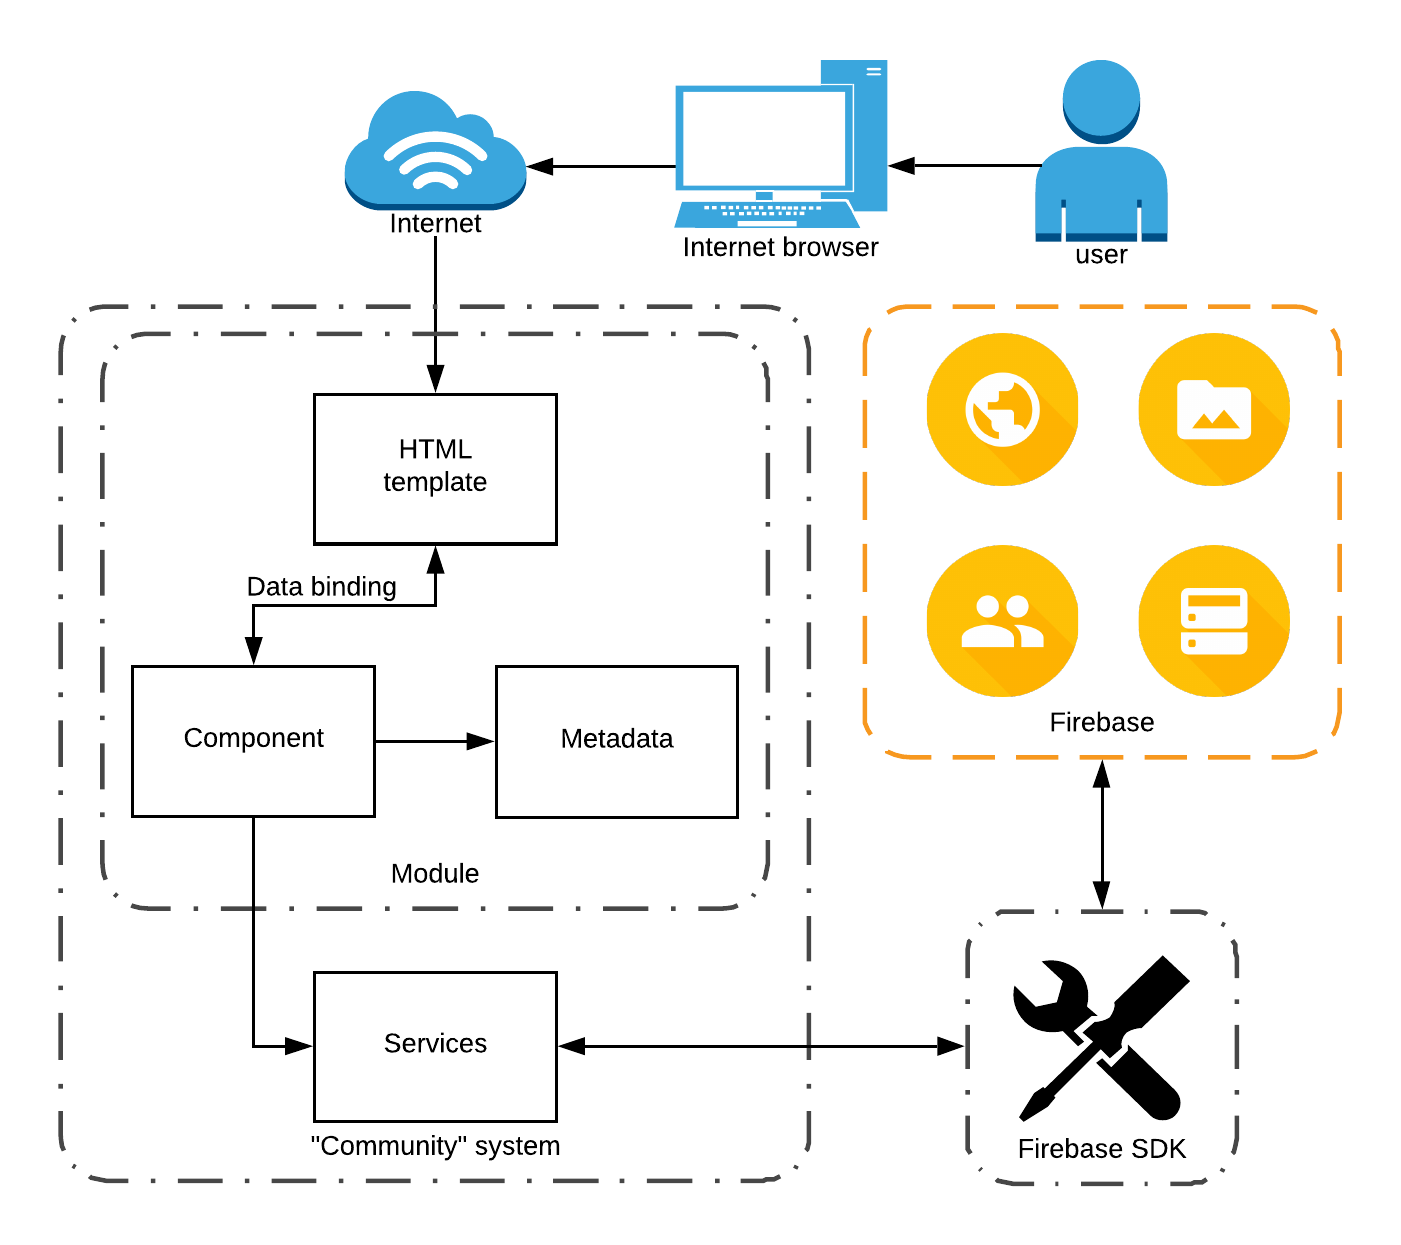 Internet
Internet browser
user
HTML
template
Data binding
Component
Metadata
Module
Firebase
Services
"Community" system
Firebase SDK